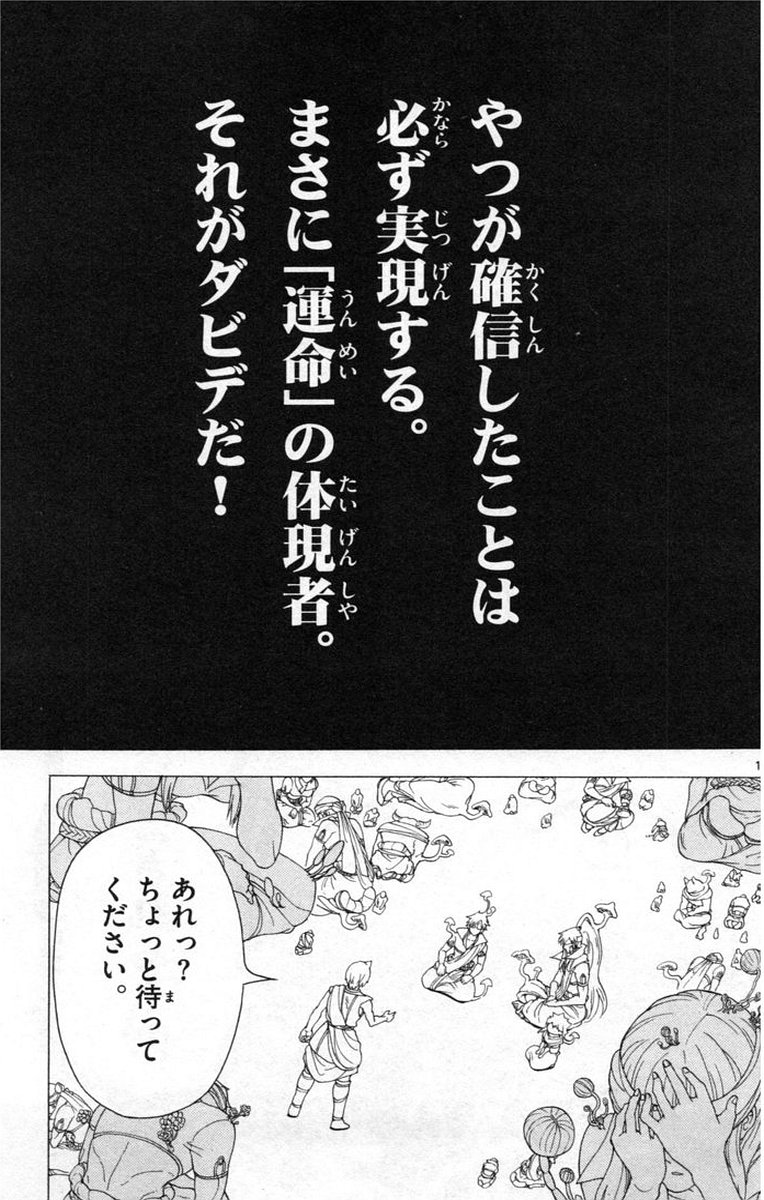 やつが確信したことは
必ず実現する。
まさに「運命」の体現者。
それがダビデだ！
1
あれっ？
ちょっと待って
ください。